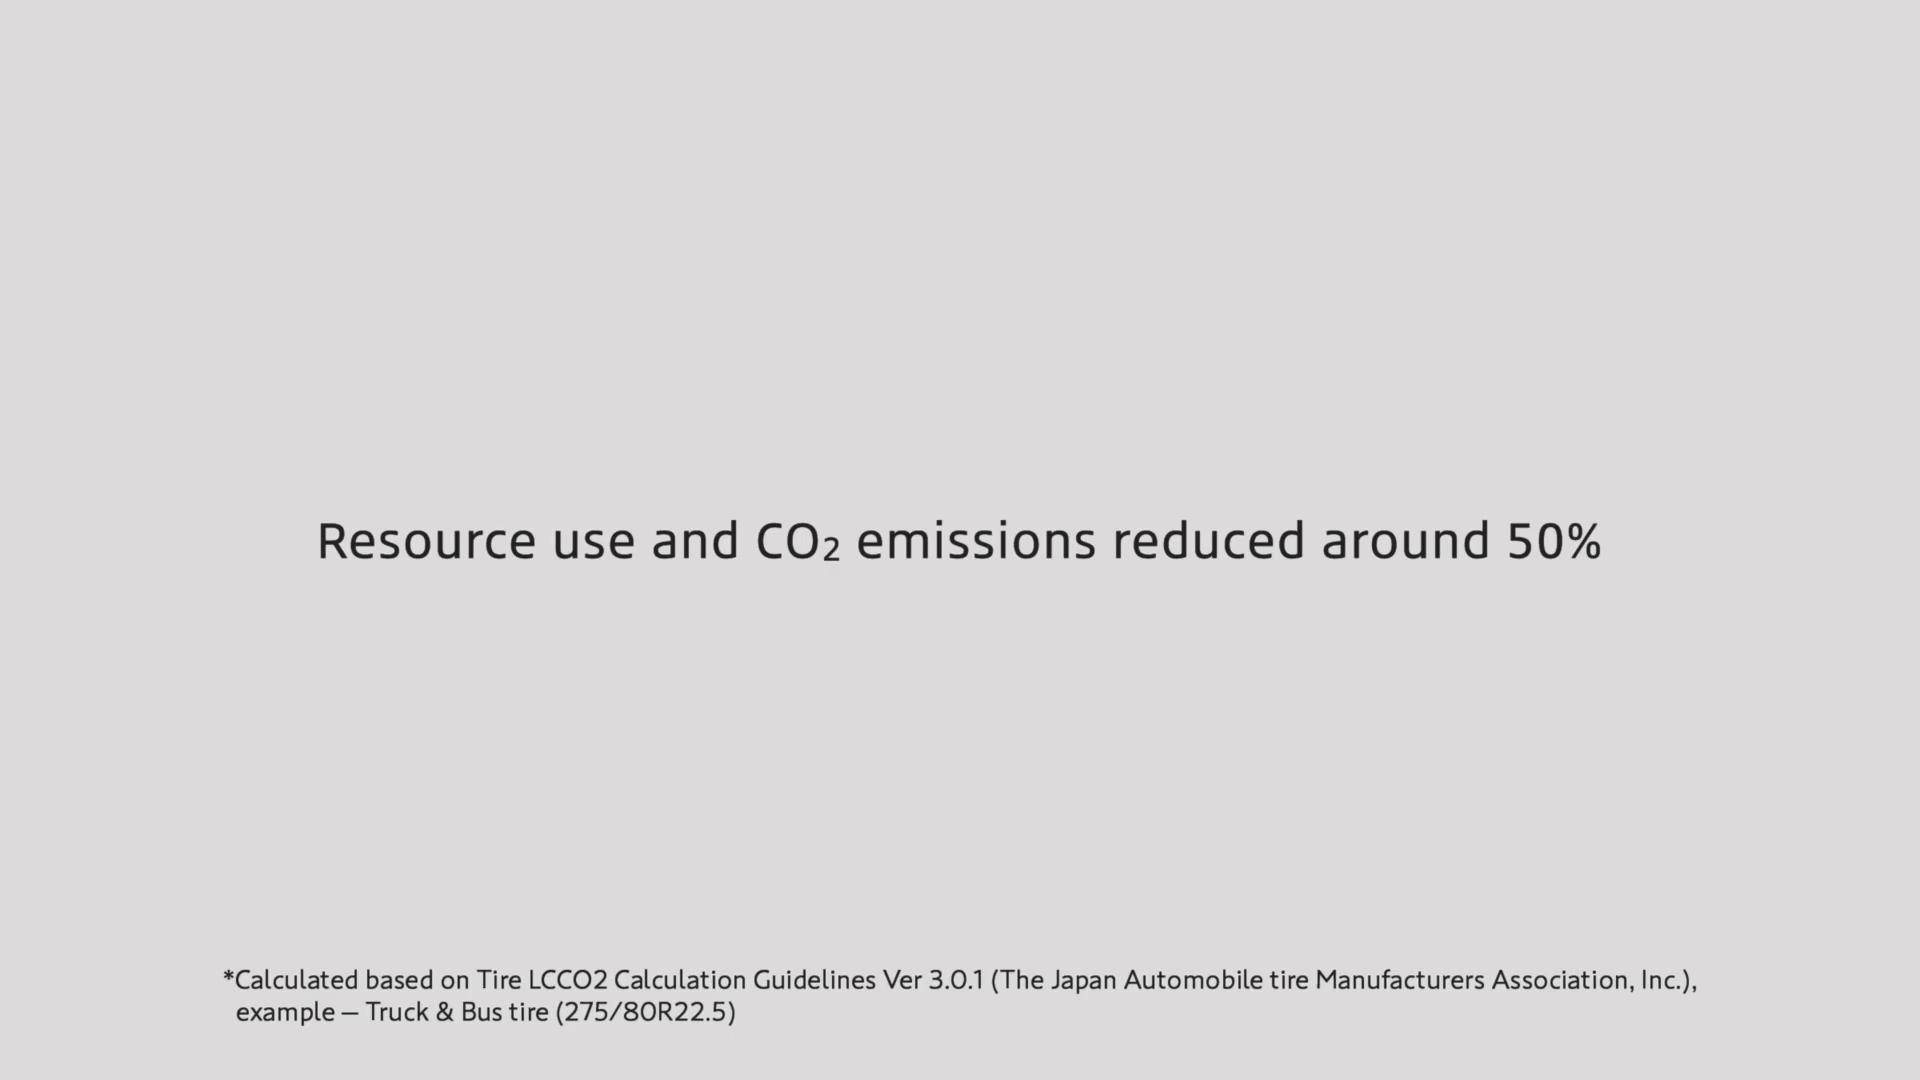 Resource use and CO₂ emissions reduced around 50%
*Calculated based on Tire LCCO2 Calculation Guidelines Ver 3.0.1 (The Japan Automobile tire Manufacturers Association, Inc.),
example – Truck & Bus tire (275/80R22.5)